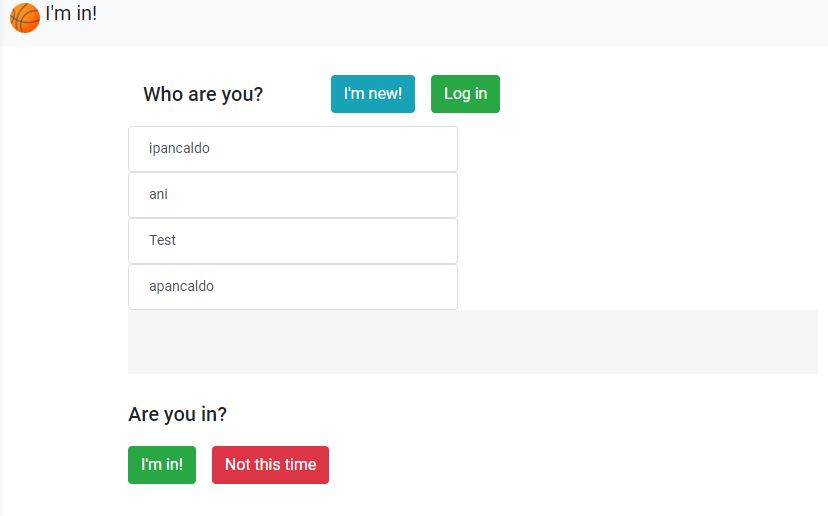 I'm in!
Who are you? I'm new! Log in
ipancaldo
ani
Test
apancaldo
Are you in?
I'm in! Not this time